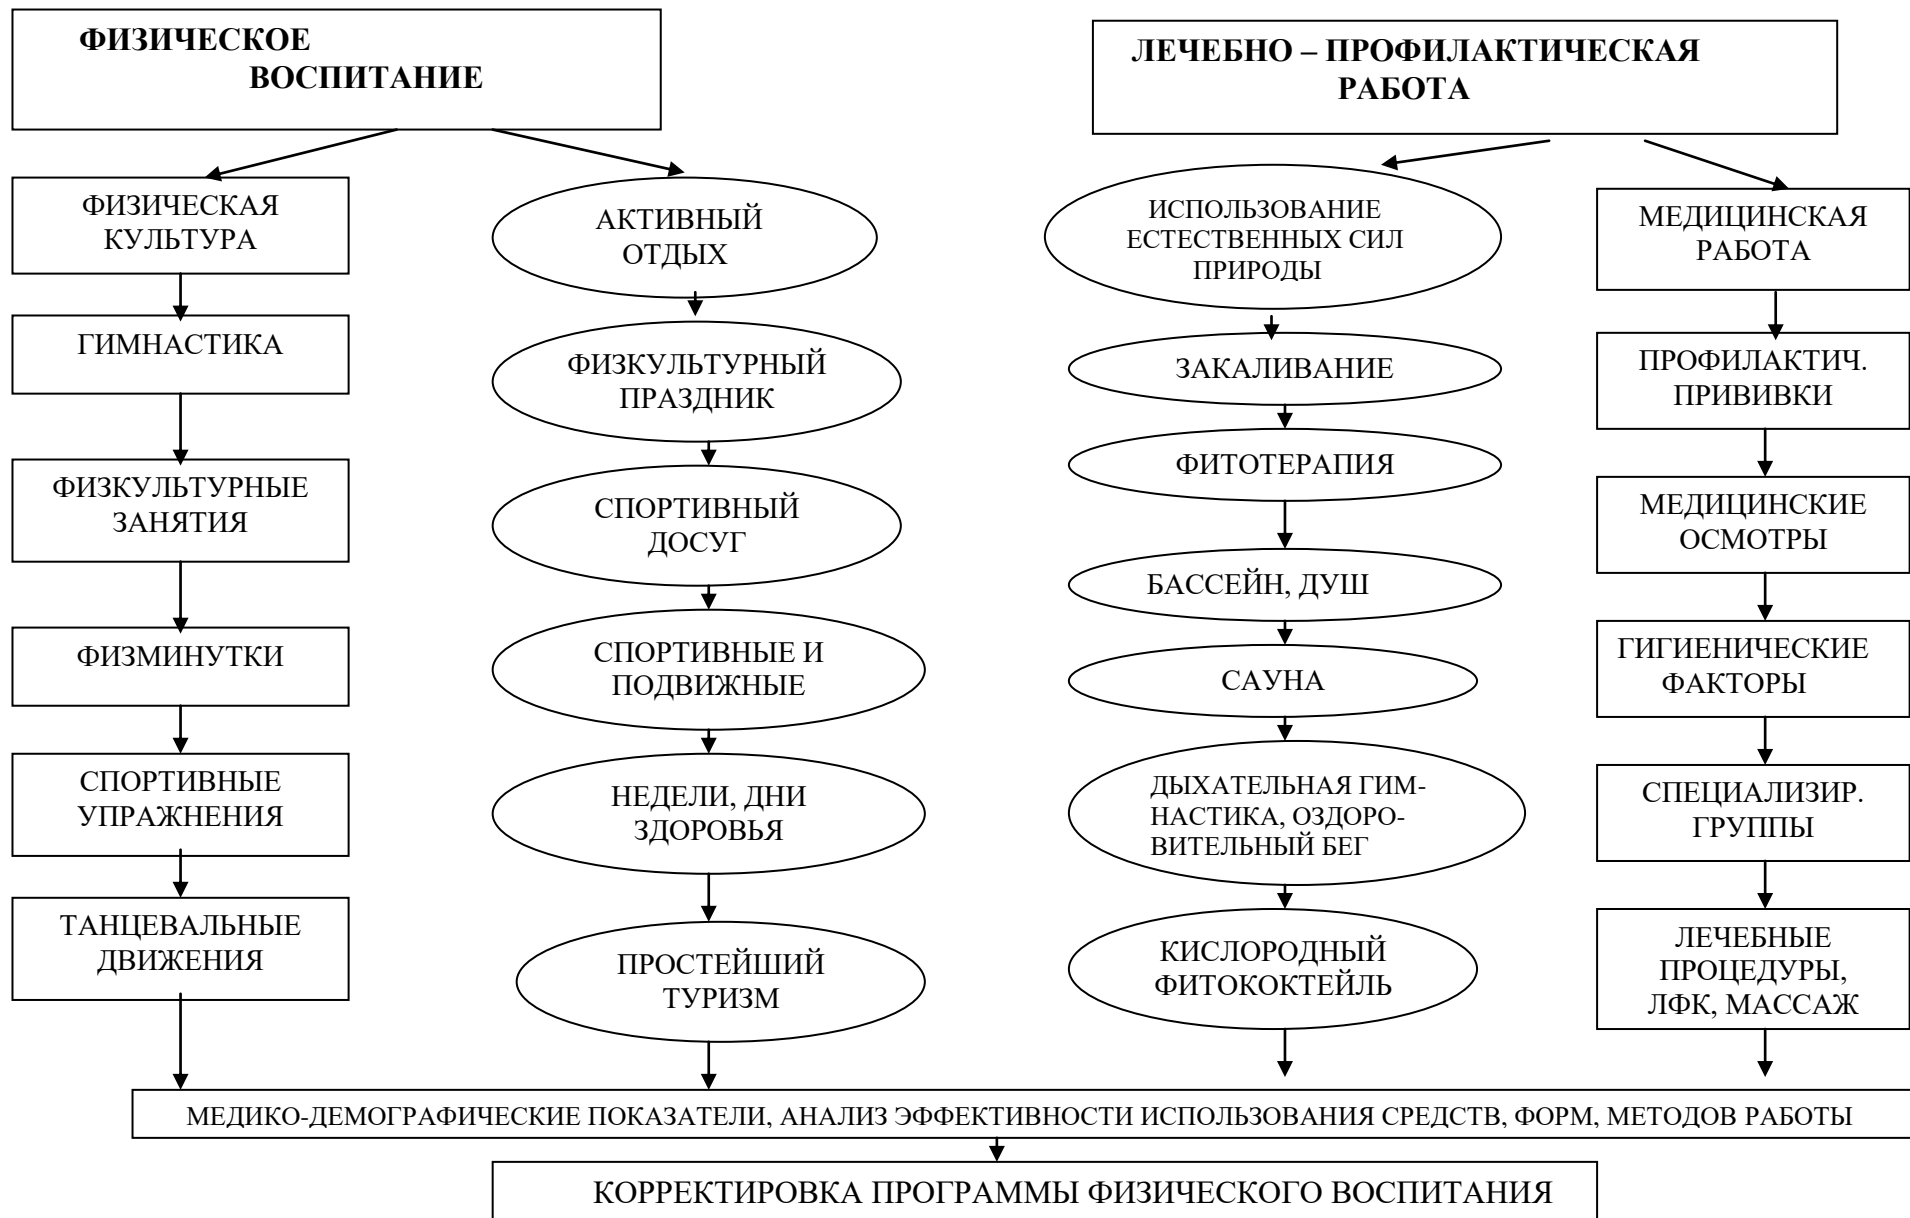 ФИЗИЧЕСКОЕ
ВОСПИТАНИЕ
ЛЕЧЕБНО – ПРОФИЛАКТИЧЕСКАЯ
РАБОТА
ФИЗИЧЕСКАЯ
КУЛЬТУРА
ГИМНАСТИКА
ФИЗКУЛЬТУРНЫЕ
ЗАНЯТИЯ
ФИЗМИНУТКИ
СПОРТИВНЫЕ
УПРАЖНЕНИЯ
ТАНЦЕВАЛЬНЫЕ
ДВИЖЕНИЯ
АКТИВНЫЙ
ОТДЫХ
ФИЗКУЛЬТУРНЫЙ
ПРАЗДНИК
СПОРТИВНЫЙ
ДОСУГ
СПОРТИВНЫЕ И
ПОДВИЖНЫЕ
НЕДЕЛИ, ДНИ
ЗДОРОВЬЯ
ПРОСТЕЙШИЙ
ТУРИЗМ
ИСПОЛЬЗОВАНИЕ
ЕСТЕСТВЕННЫХ СИЛ
ПРИРОДЫ
ЗАКАЛИВАНИЕ
ФИТОТЕРАПИЯ
БАССЕЙН, ДУШ
САУНА
ДЫХАТЕЛЬНАЯ ГИМ-
НАСТИКА, ОЗДОРО-
ВИТЕЛЬНЫЙ БЕГ
КИСЛОРОДНЫЙ
ФИТОКОКТЕЙЛЬ
МЕДИЦИНСКАЯ
РАБОТА
ПРОФИЛАКТИЧ.
ПРИВИВКИ
МЕДИЦИНСКИЕ
ОСМОТРЫ
ГИГИЕНИЧЕСКИЕ
ФАКТОРЫ
СПЕЦИАЛИЗИР.
ГРУППЫ
ЛЕЧЕБНЫЕ
ПРОЦЕДУРЫ,
ЛФК, МАССАЖ
МЕДИКО-ДЕМОГРАФИЧЕСКИЕ ПОКАЗАТЕЛИ, АНАЛИЗ ЭФФЕКТИВНОСТИ ИСПОЛЬЗОВАНИЯ СРЕДСТВ, ФОРМ, МЕТОДОВ РАБОТЫ
КОРРЕКТИРОВКА ПРОГРАММЫ ФИЗИЧЕСКОГО ВОСПИТАНИЯ